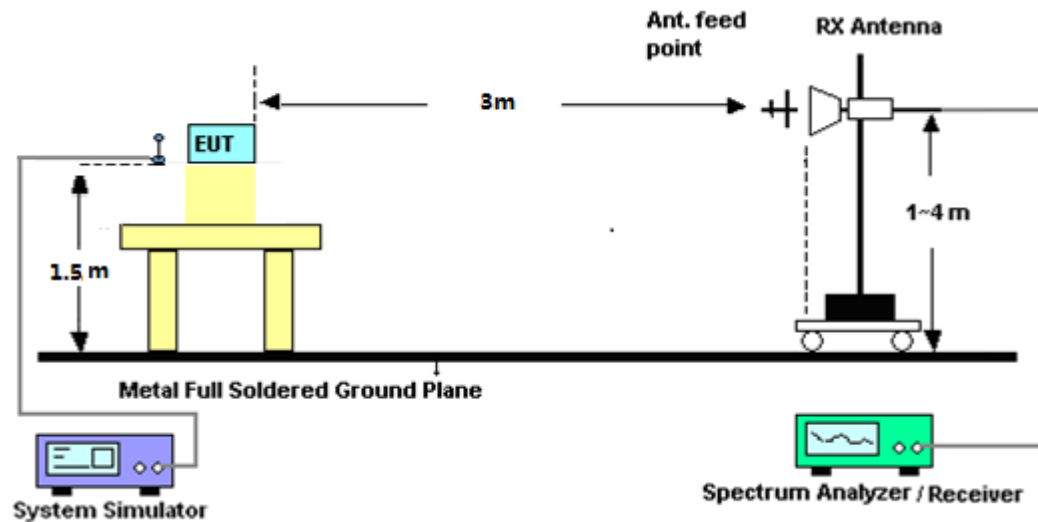 Ant. feed
point
RX Antenna
3m
EUT
1.5 m
1~4 m
Metal Full Soldered Ground Plane
System Simulator
Spectrum Analyzer / Receiver